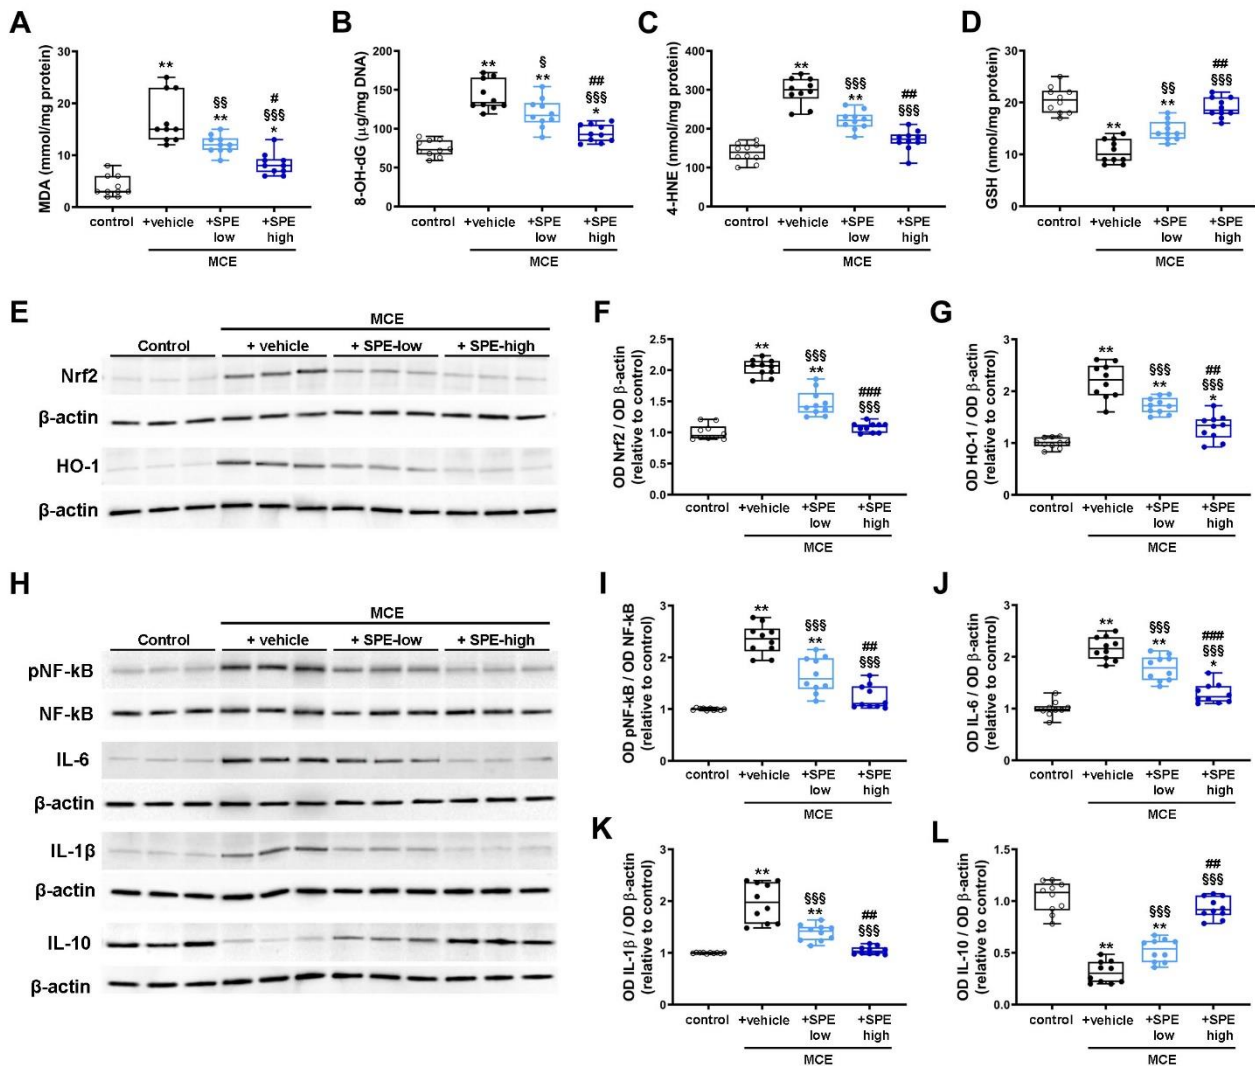 A
MDA (nmol/mg protein)
30
20
10
0
**
§§
**
#
§§§
*
control
+vehicle
+SPE low
+SPE high
MCE
B
8-OH-dG (µg/mg DNA)
200
150
100
50
0
**
§
**
##
§§§
*
control
+vehicle
+SPE low
+SPE high
MCE
C
4-HNE (nmol/mg protein)
400
300
200
100
0
**
§§§
**
##
§§§
control
+vehicle
+SPE low
+SPE high
MCE
D
GSH (nmol/mg protein)
30
20
10
0
**
§§
**
##
§§§
control
+vehicle
+SPE low
+SPE high
MCE
E
MCE
Control
+ vehicle
+ SPE-low
+ SPE-high
Nrf2
β-actin
HO-1
β-actin
F
OD Nrf2 / OD β-actin
(relative to control)
2.5
2.0
1.5
1.0
0.5
0.0
**
§§§
**
###
§§§
control
+vehicle
+SPE low
+SPE high
MCE
G
OD HO-1 / OD β-actin
(relative to control)
3
2
1
0
**
§§§
**
##
§§§
*
control
+vehicle
+SPE low
+SPE high
MCE
H
MCE
Control
+ vehicle
+ SPE-low
+ SPE-high
pNF-kB
NF-kB
IL-6
β-actin
IL-1β
β-actin
IL-10
β-actin
I
OD pNF-kB / OD NF-kB
(relative to control)
3
2
1
0
**
§§§
**
##
§§§
control
+vehicle
+SPE low
+SPE high
MCE
J
OD IL-6 / OD β-actin
(relative to control)
3
2
1
0
**
§§§
**
###
§§§
*
control
+vehicle
+SPE low
+SPE high
MCE
K
OD IL-1β / OD β-actin
(relative to control)
3
2
1
0
**
§§§
**
##
§§§
control
+vehicle
+SPE low
+SPE high
MCE
L
OD IL-10 / OD β-actin
(relative to control)
1.5
1.0
0.5
0.0
**
§§§
**
##
§§§
control
+vehicle
+SPE low
+SPE high
MCE